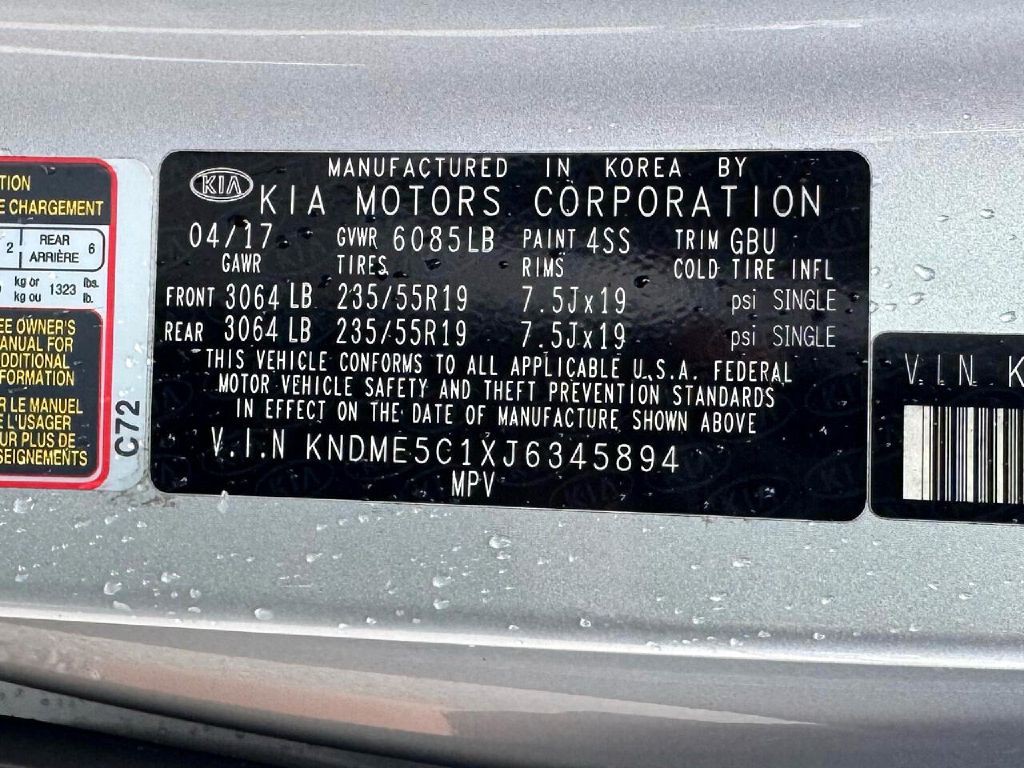 TION
E CHARGEMENT
2 REAR ARRIÈRE 6
kg or kg ou 1323 lbs. lb.
EE OWNER'S
MANUAL FOR
ADDITIONAL
FORMATION
R LE MANUEL
E L'USAGER
UR PLUS DE
SEIGNEMENTS
C72
KIA
MANUFACTURED IN KOREA BY
KIA MOTORS CORPORATION
04/17 GVWR 6085LB PAINT 4SS TRIM GBU
GAWR TIRES RIMS COLD TIRE INFL
FRONT 3064 LB 235/55R19 7.5Jx19 psi SINGLE
REAR 3064 LB 235/55R19 7.5Jx19 psi SINGLE
THIS VEHICLE CONFORMS TO ALL APPLICABLE U.S.A. FEDERAL
MOTOR VEHICLE SAFETY AND THEFT PREVENTION STANDARDS
IN EFFECT ON THE DATE OF MANUFACTURE SHOWN ABOVE
V.I.N KNDME5C1XJ6345894
MPV
V.I.N K